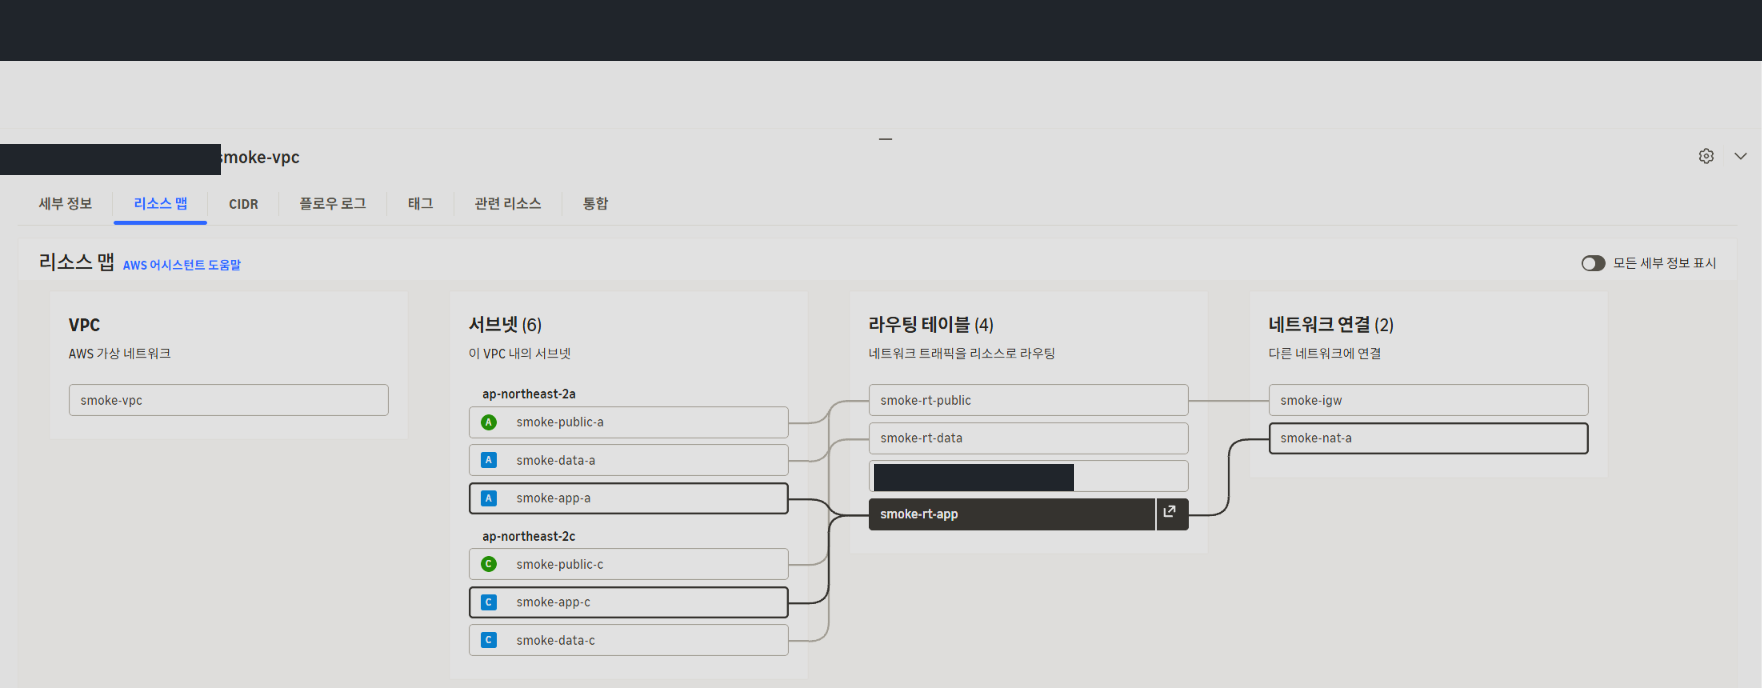 smoke-vpc
세부 정보
리소스 맵
CIDR
플로우 로그
태그
관련 리소스
통합
리소스 맵 AWS 어시스턴트 도움말
모든 세부 정보 표시
VPC
AWS 가상 네트워크
smoke-vpc
서브넷 (6)
이 VPC 내의 서브넷
ap-northeast-2a
A smoke-public-a
A smoke-data-a
A smoke-app-a
ap-northeast-2c
C smoke-public-c
C smoke-app-c
C smoke-data-c
라우팅 테이블 (4)
네트워크 트래픽을 리소스로 라우팅
smoke-rt-public
smoke-rt-data
smoke-rt-app
네트워크 연결 (2)
다른 네트워크에 연결
smoke-igw
smoke-nat-a